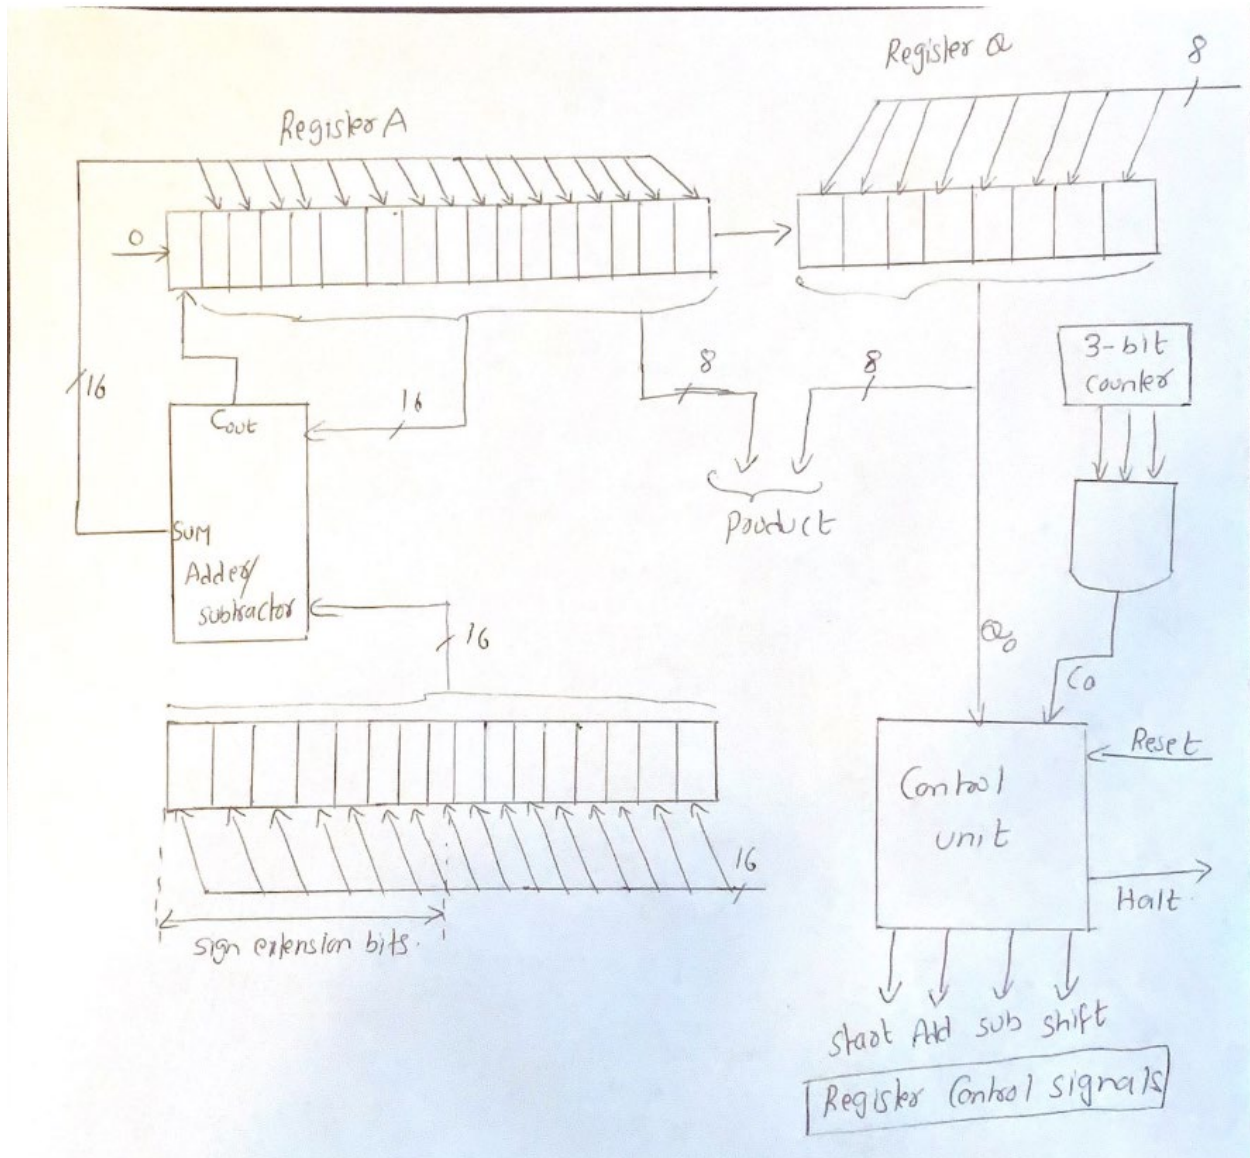 Register Q
8
Register A
0
16
16
8
8
3-bit
counter
Cout
SUM
Adder/
subtractor
Product
16
Q0
Co
Reset
Control
unit
16
Halt.
sign extension bits.
Start Add sub shift
Register Control signals